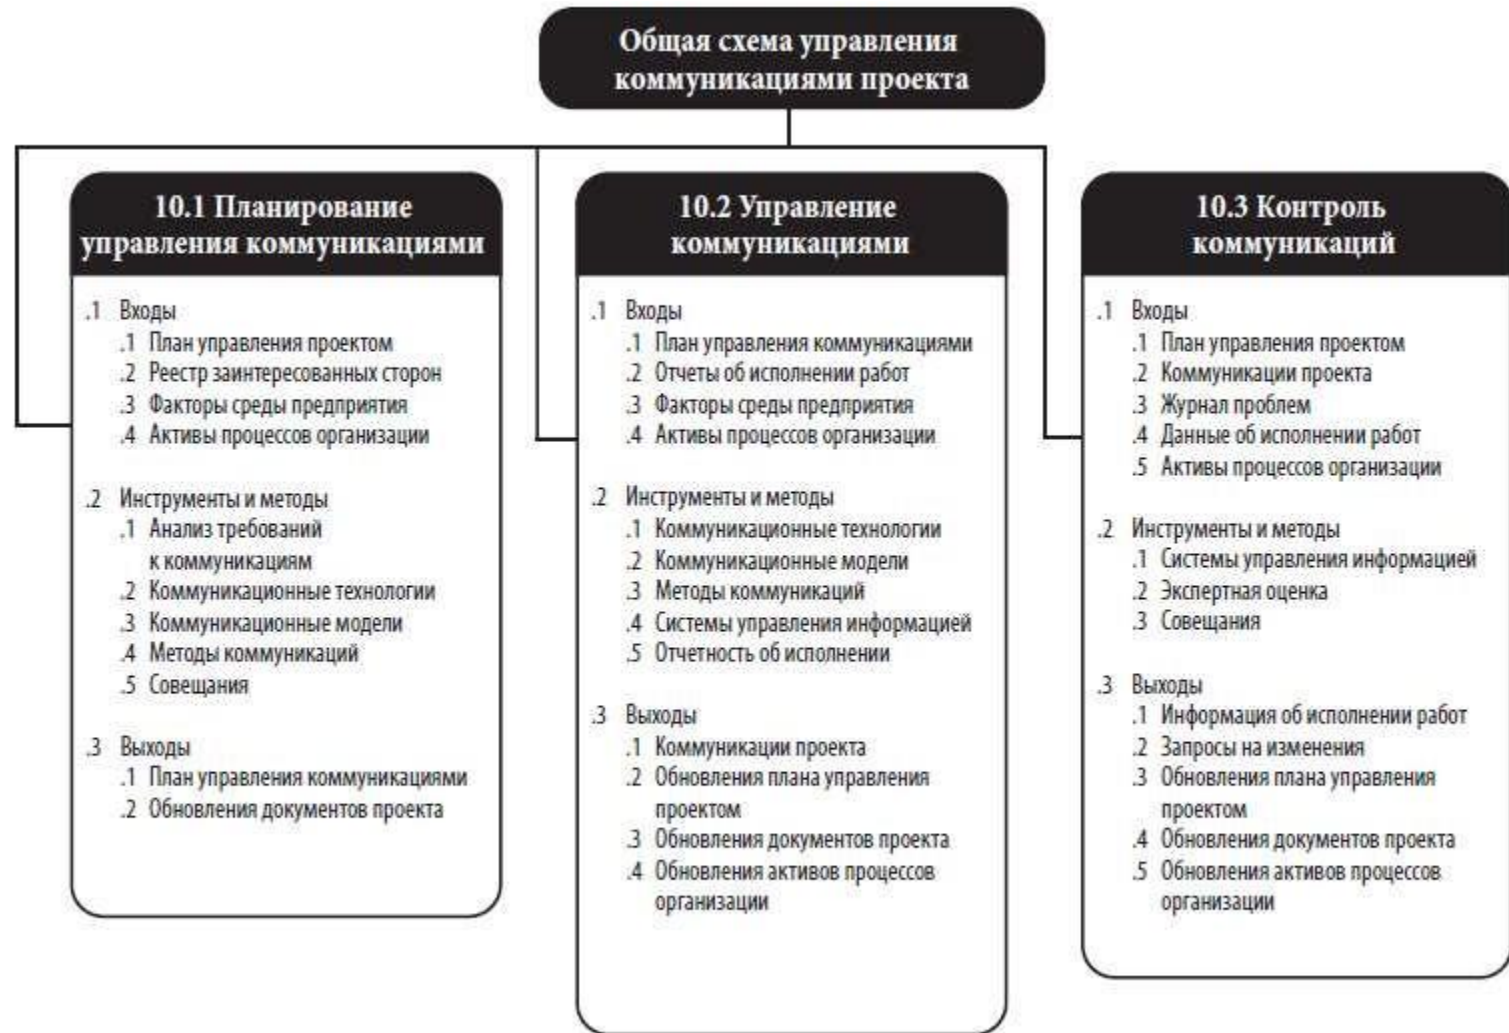 Общая схема управления
коммуникациями проекта
10.1 Планирование
управления коммуникациями
.1 Входы
.1 План управления проектом
.2 Реестр заинтересованных сторон
.3 Факторы среды предприятия
.4 Активы процессов организации
.2 Инструменты и методы
.1 Анализ требований
к коммуникациям
.2 Коммуникационные технологии
.3 Коммуникационные модели
.4 Методы коммуникаций
.5 Совещания
.3 Выходы
.1 План управления коммуникациями
.2 Обновления документов проекта
10.2 Управление
коммуникациями
.1 Входы
.1 План управления коммуникациями
.2 Отчеты об исполнении работ
.3 Факторы среды предприятия
.4 Активы процессов организации
.2 Инструменты и методы
.1 Коммуникационные технологии
.2 Коммуникационные модели
.3 Методы коммуникаций
.4 Системы управления информацией
.5 Отчетность об исполнении
.3 Выходы
.1 Коммуникации проекта
.2 Обновления плана управления
проектом
.3 Обновления документов проекта
.4 Обновления активов процессов
организации
10.3 Контроль
коммуникаций
.1 Входы
.1 План управления проектом
.2 Коммуникации проекта
.3 Журнал проблем
.4 Данные об исполнении работ
.5 Активы процессов организации
.2 Инструменты и методы
.1 Системы управления информацией
.2 Экспертная оценка
.3 Совещания
.3 Выходы
.1 Информация об исполнении работ
.2 Запросы на изменения
.3 Обновления плана управления
проектом
.4 Обновления документов проекта
.5 Обновления активов процессов
организации